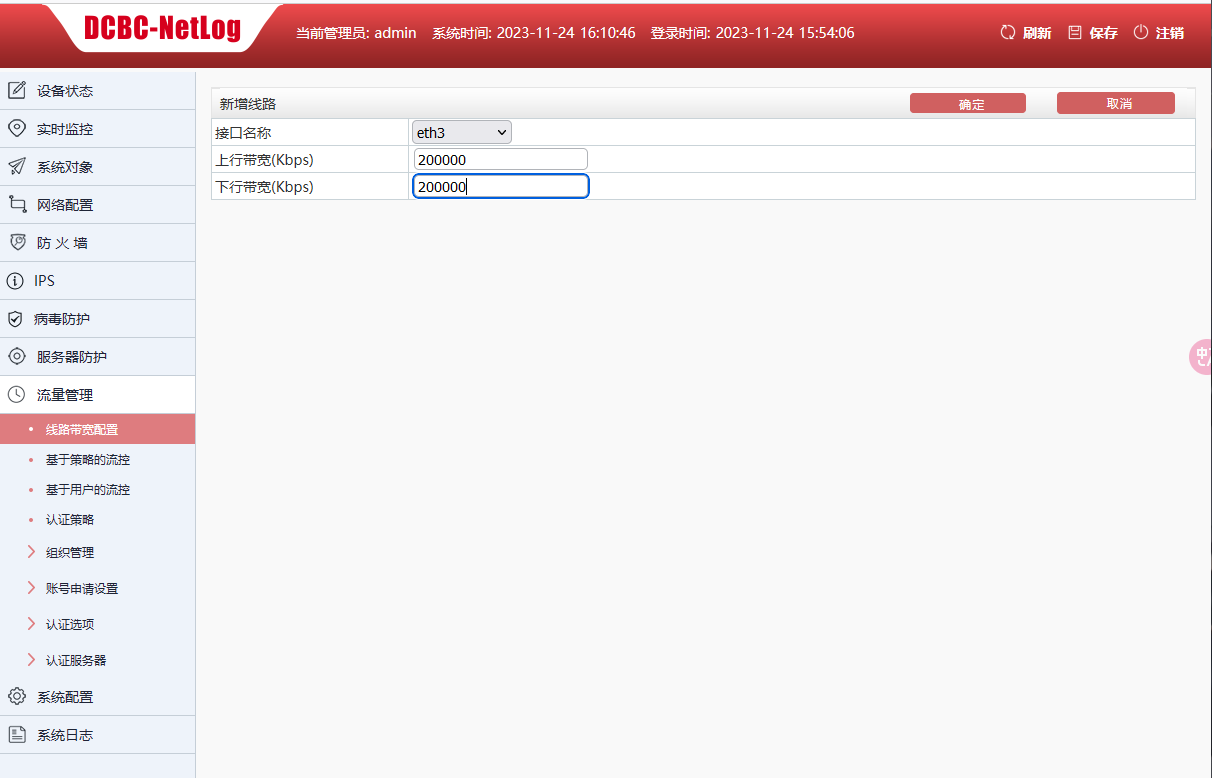 DCBC-NetLog
当前管理员: admin 系统时间: 2023-11-24 16:10:46 登录时间: 2023-11-24 15:54:06 刷新 保存 注销
设备状态
实时监控
系统对象
网络配置
防 火 墙
IPS
病毒防护
服务器防护
流量管理
线路带宽配置
基于策略的流控
基于用户的流控
认证策略
组织管理
账号申请设置
认证选项
认证服务器
系统配置
系统日志
新增线路 确定 取消
接口名称 eth3
上行带宽(Kbps) 200000
下行带宽(Kbps) 200000
中